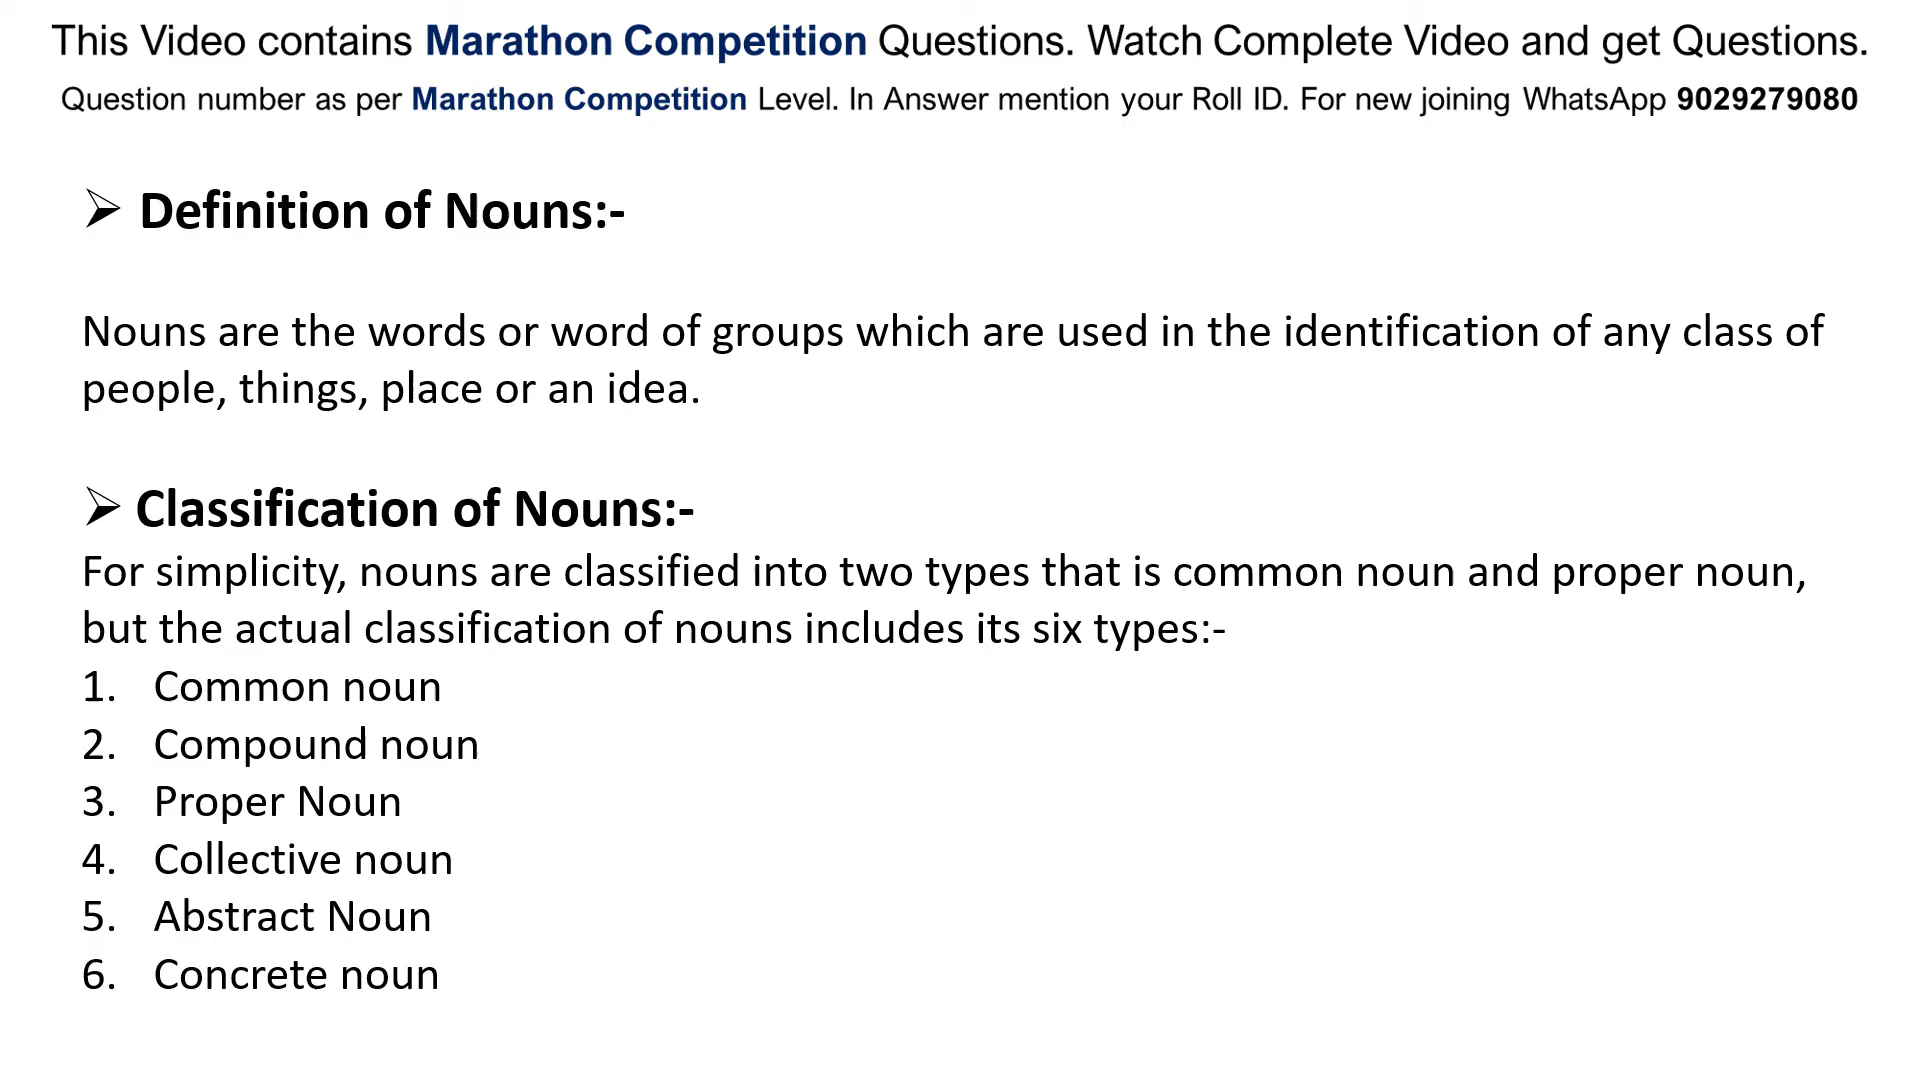 This Video contains Marathon Competition Questions. Watch Complete Video and get Questions.
Question number as per Marathon Competition Level. In Answer mention your Roll ID. For new joining WhatsApp 9029279080
➢ Definition of Nouns:-
Nouns are the words or word of groups which are used in the identification of any class of
people, things, place or an idea.
➢ Classification of Nouns:-
For simplicity, nouns are classified into two types that is common noun and proper noun,
but the actual classification of nouns includes its six types:-
1. Common noun
2. Compound noun
3. Proper Noun
4. Collective noun
5. Abstract Noun
6. Concrete noun